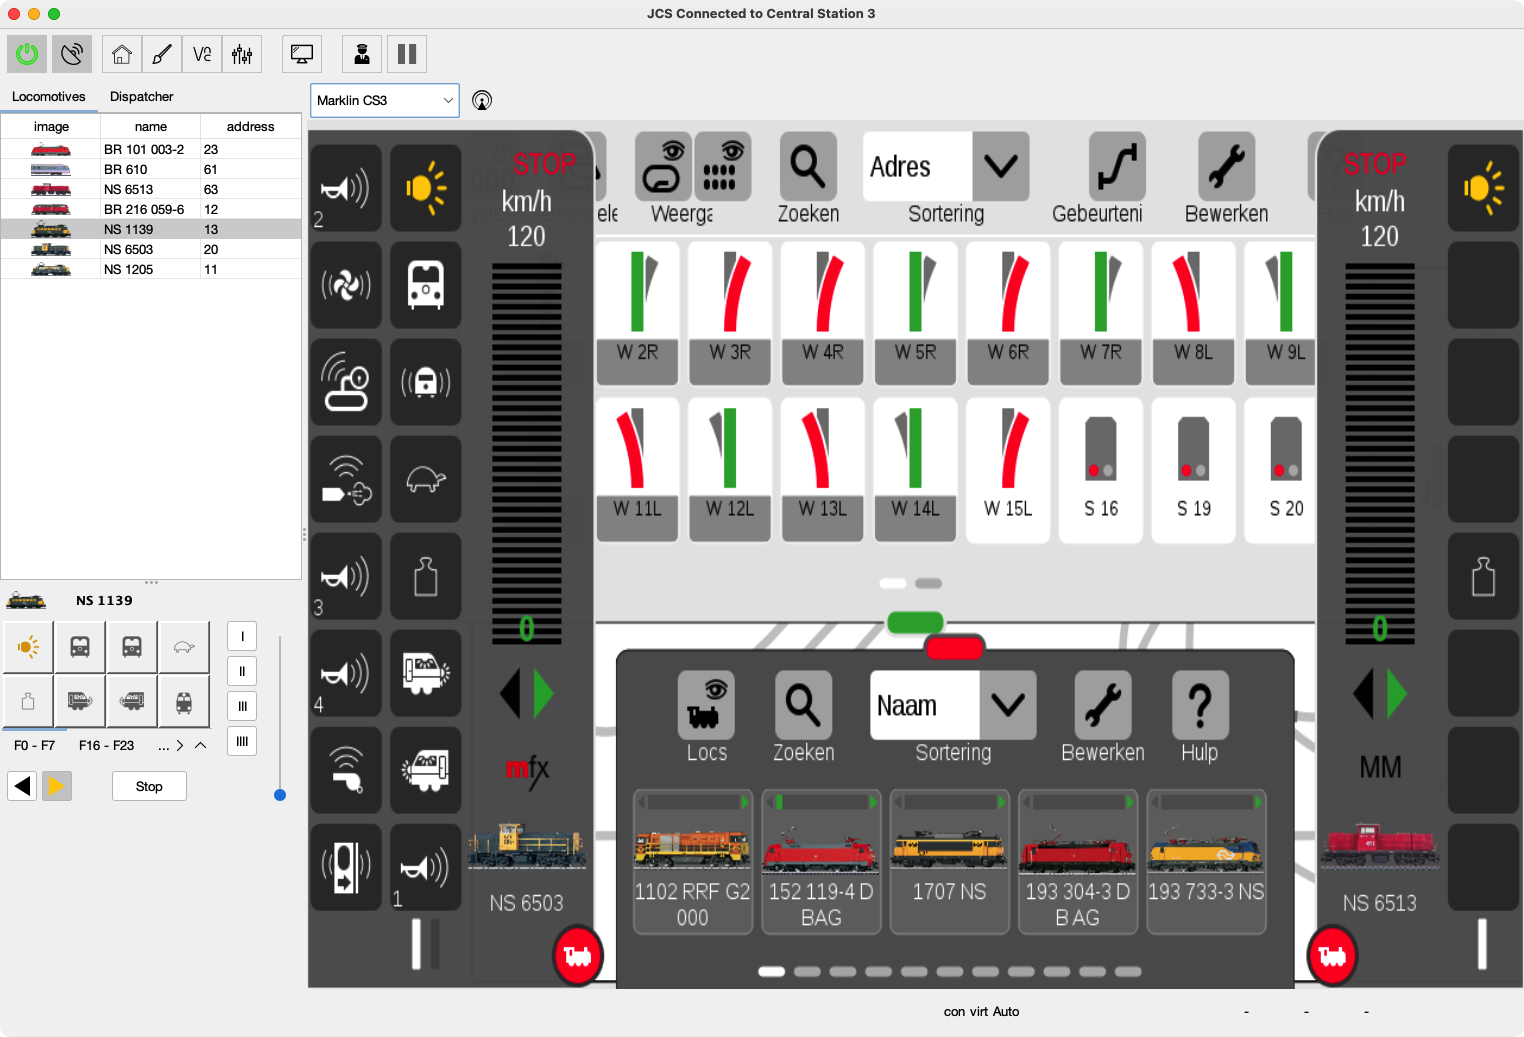 JCS Connected to Central Station 3
Locomotives
Dispatcher
Marklin CS3
image
name
address
BR 101 003-2
23
BR 610
61
NS 6513
63
BR 216 059-6
12
NS 1139
13
NS 6503
20
NS 1205
11
NS 1139
I
II
III
IIII
F0 - F7
F16 - F23
...
Stop
2
3
4
1
STOP
km/h
120
0
mfx
NS 6503
ele
Weerga
Zoeken
Adres
Sortering
Gebeurteni
Bewerken
W 2R
W 3R
W 4R
W 5R
W 6R
W 7R
W 8L
W 9L
W 11L
W 12L
W 13L
W 14L
W 15L
S 16
S 19
S 20
Locs
Zoeken
Naam
Sortering
Bewerken
?
Hulp
1102 RRF G2
000
152 119-4 D
BAG
1707 NS
193 304-3 D
B AG
193 733-3 NS
STOP
km/h
120
0
MM
NS 6513
con virt Auto
-
-
-